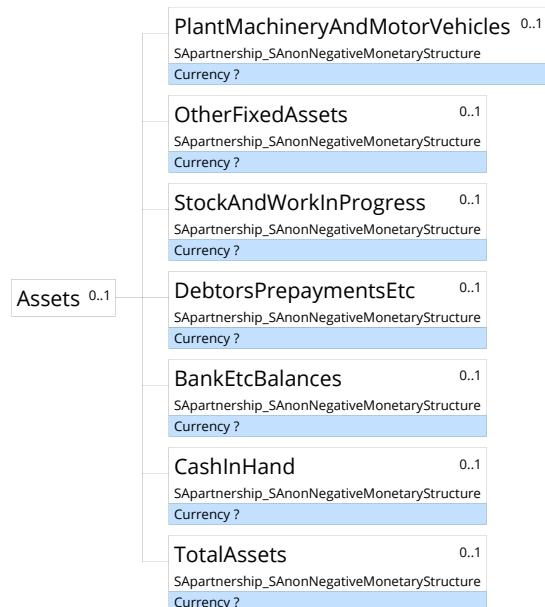 PlantMachineryAndMotorVehicles 0..1
SApartnership_SAnonNegativeMonetaryStructure
Currency ?
OtherFixedAssets 0..1
SApartnership_SAnonNegativeMonetaryStructure
Currency ?
StockAndWorkInProgress 0..1
SApartnership_SAnonNegativeMonetaryStructure
Currency ?
Assets 0..1
DebtorsPrepaymentsEtc 0..1
SApartnership_SAnonNegativeMonetaryStructure
Currency ?
BankEtcBalances 0..1
SApartnership_SAnonNegativeMonetaryStructure
Currency ?
CashInHand 0..1
SApartnership_SAnonNegativeMonetaryStructure
Currency ?
TotalAssets 0..1
SApartnership_SAnonNegativeMonetaryStructure
Currency ?